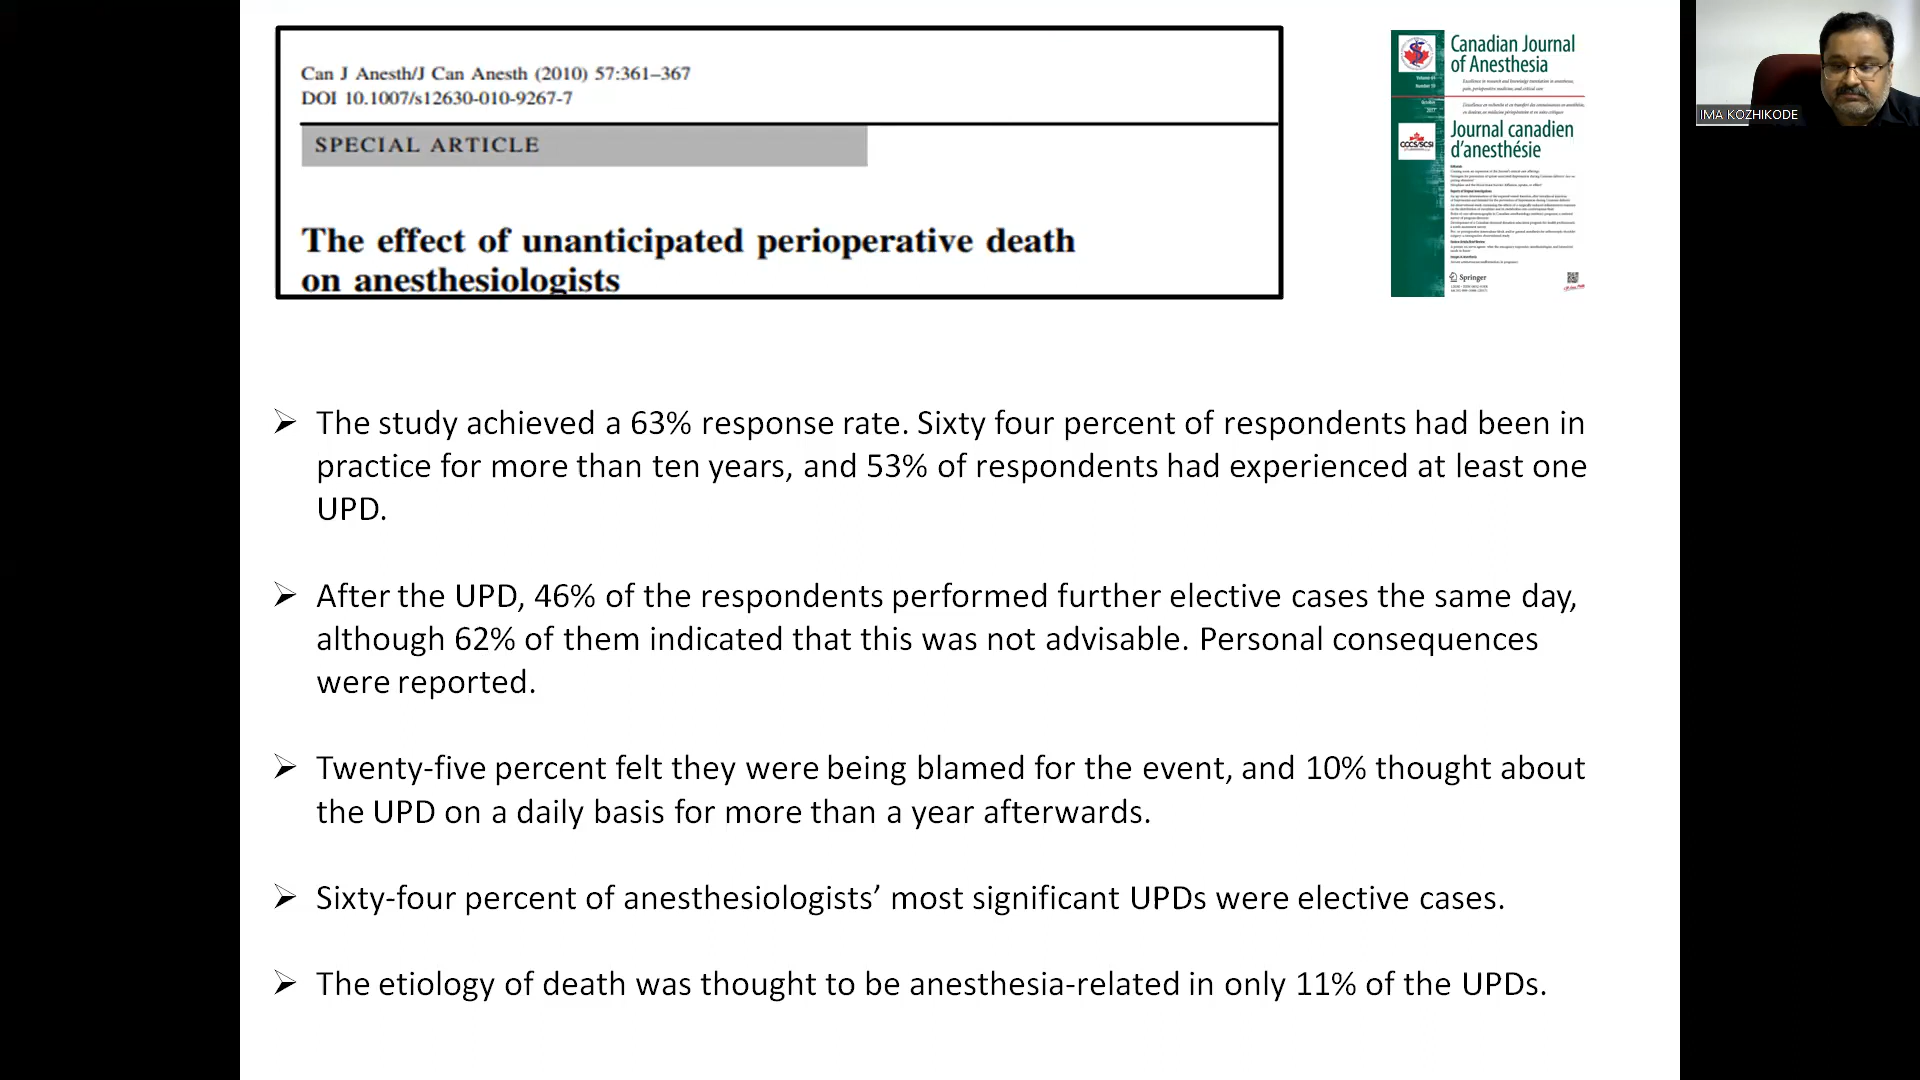 Can J Anesth/J Can Anesth (2010) 57:361–367
DOI 10.1007/s12630-010-9267-7
SPECIAL ARTICLE
The effect of unanticipated perioperative death
on anesthesiologists
Canadian Journal
of Anesthesia
Journal canadien
d'anesthésie
CCCS/SCSI
Springer
IMA KOZHIKODE
➢ The study achieved a 63% response rate. Sixty four percent of respondents had been in
practice for more than ten years, and 53% of respondents had experienced at least one
UPD.
➢ After the UPD, 46% of the respondents performed further elective cases the same day,
although 62% of them indicated that this was not advisable. Personal consequences
were reported.
➢ Twenty-five percent felt they were being blamed for the event, and 10% thought about
the UPD on a daily basis for more than a year afterwards.
➢ Sixty-four percent of anesthesiologists’ most significant UPDs were elective cases.
➢ The etiology of death was thought to be anesthesia-related in only 11% of the UPDs.